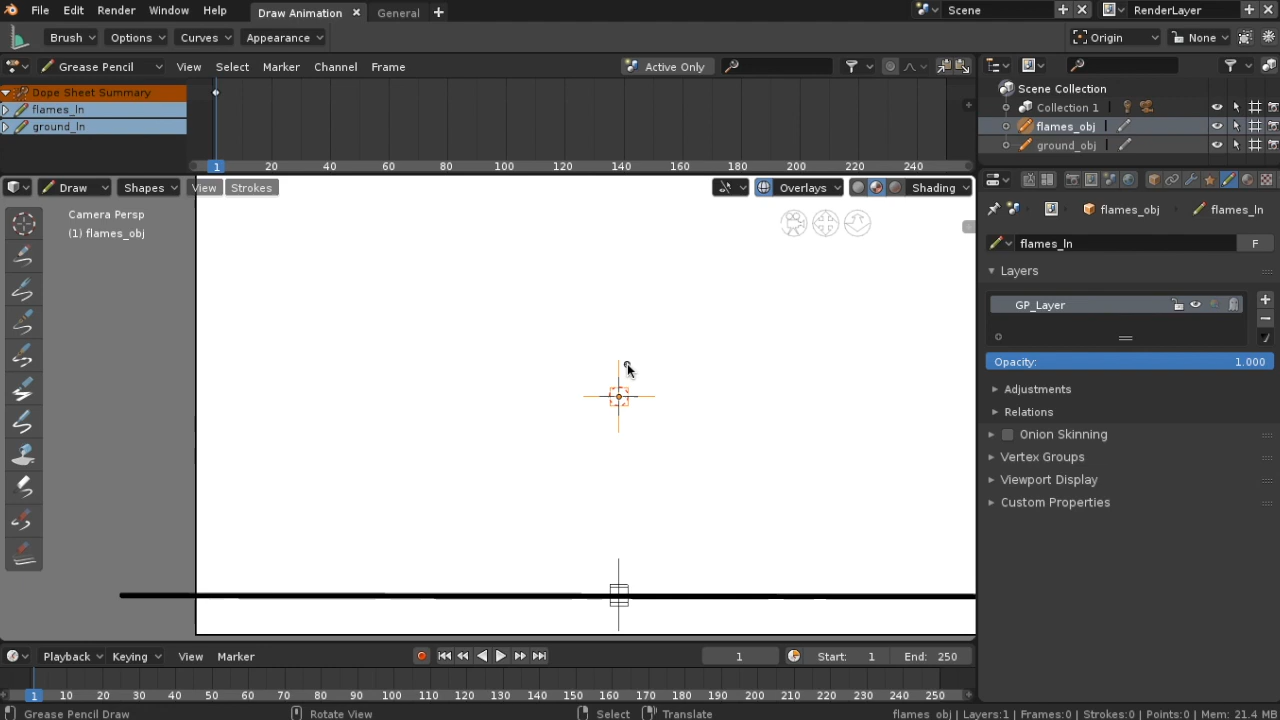 File Edit Render Window Help Draw Animation General Scene RenderLayer
Brush Options Curves Appearance Origin None
Grease Pencil View Select Marker Channel Frame Active Only
Dope Sheet Summary
flames_ln
ground_ln
1 20 40 60 80 100 120 140 160 180 200 220 240
Scene Collection
Collection 1
flames_obj
ground_obj
Draw Shapes View Strokes Overlays Shading
Camera Persp
(1) flames_obj
flames_obj flames_ln
flames_ln F
Layers
GP_Layer
Opacity: 1.000
Adjustments
Relations
Onion Skinning
Vertex Groups
Viewport Display
Custom Properties
Playback Keying View Marker 1 Start: 1 End: 250
1 10 20 30 40 50 60 70 80 90 100 110 120 130 140 150 160 170 180 190 200 210 220 230 240 250
Grease Pencil Draw Rotate View Select Translate flames_obj | Layers:1 | Frames:0 | Strokes:0 | Points:0 | Mem: 21.4 MB